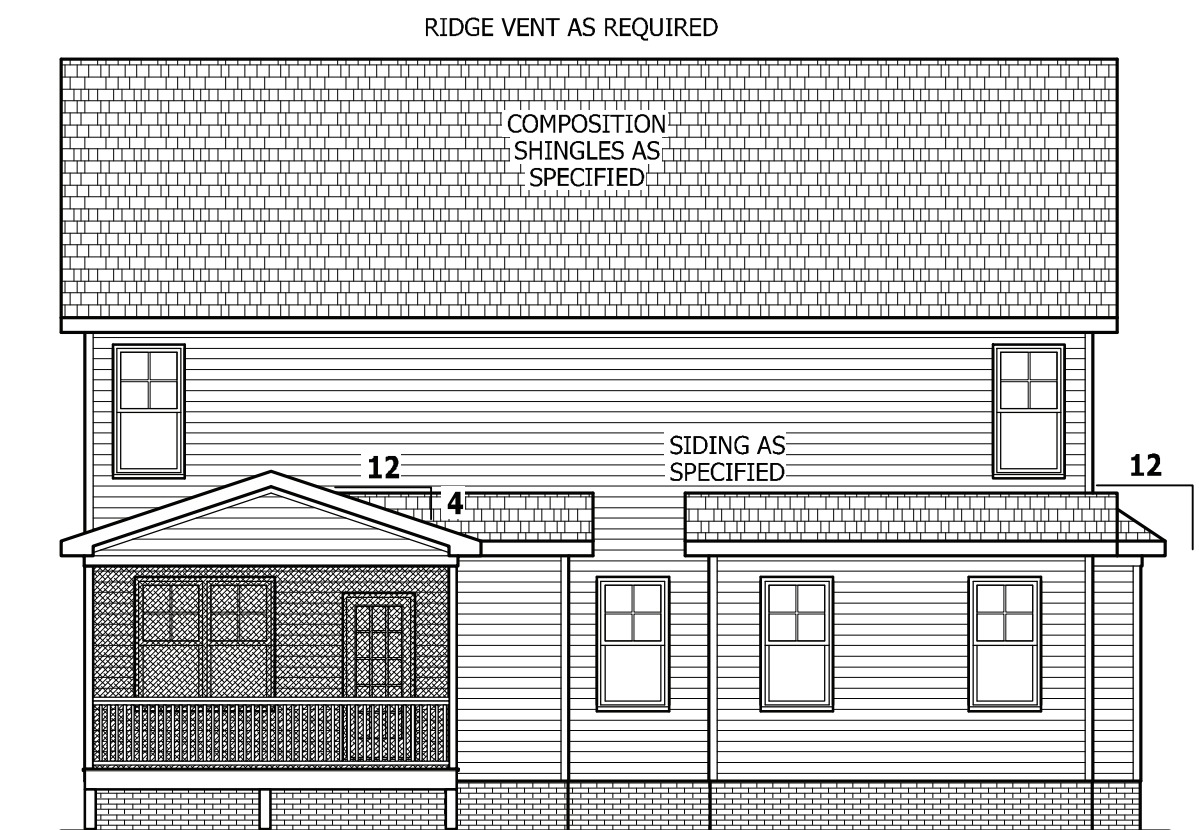 RIDGE VENT AS REQUIRED
COMPOSITION
SHINGLES AS
SPECIFIED
SIDING AS
SPECIFIED
12
4
12